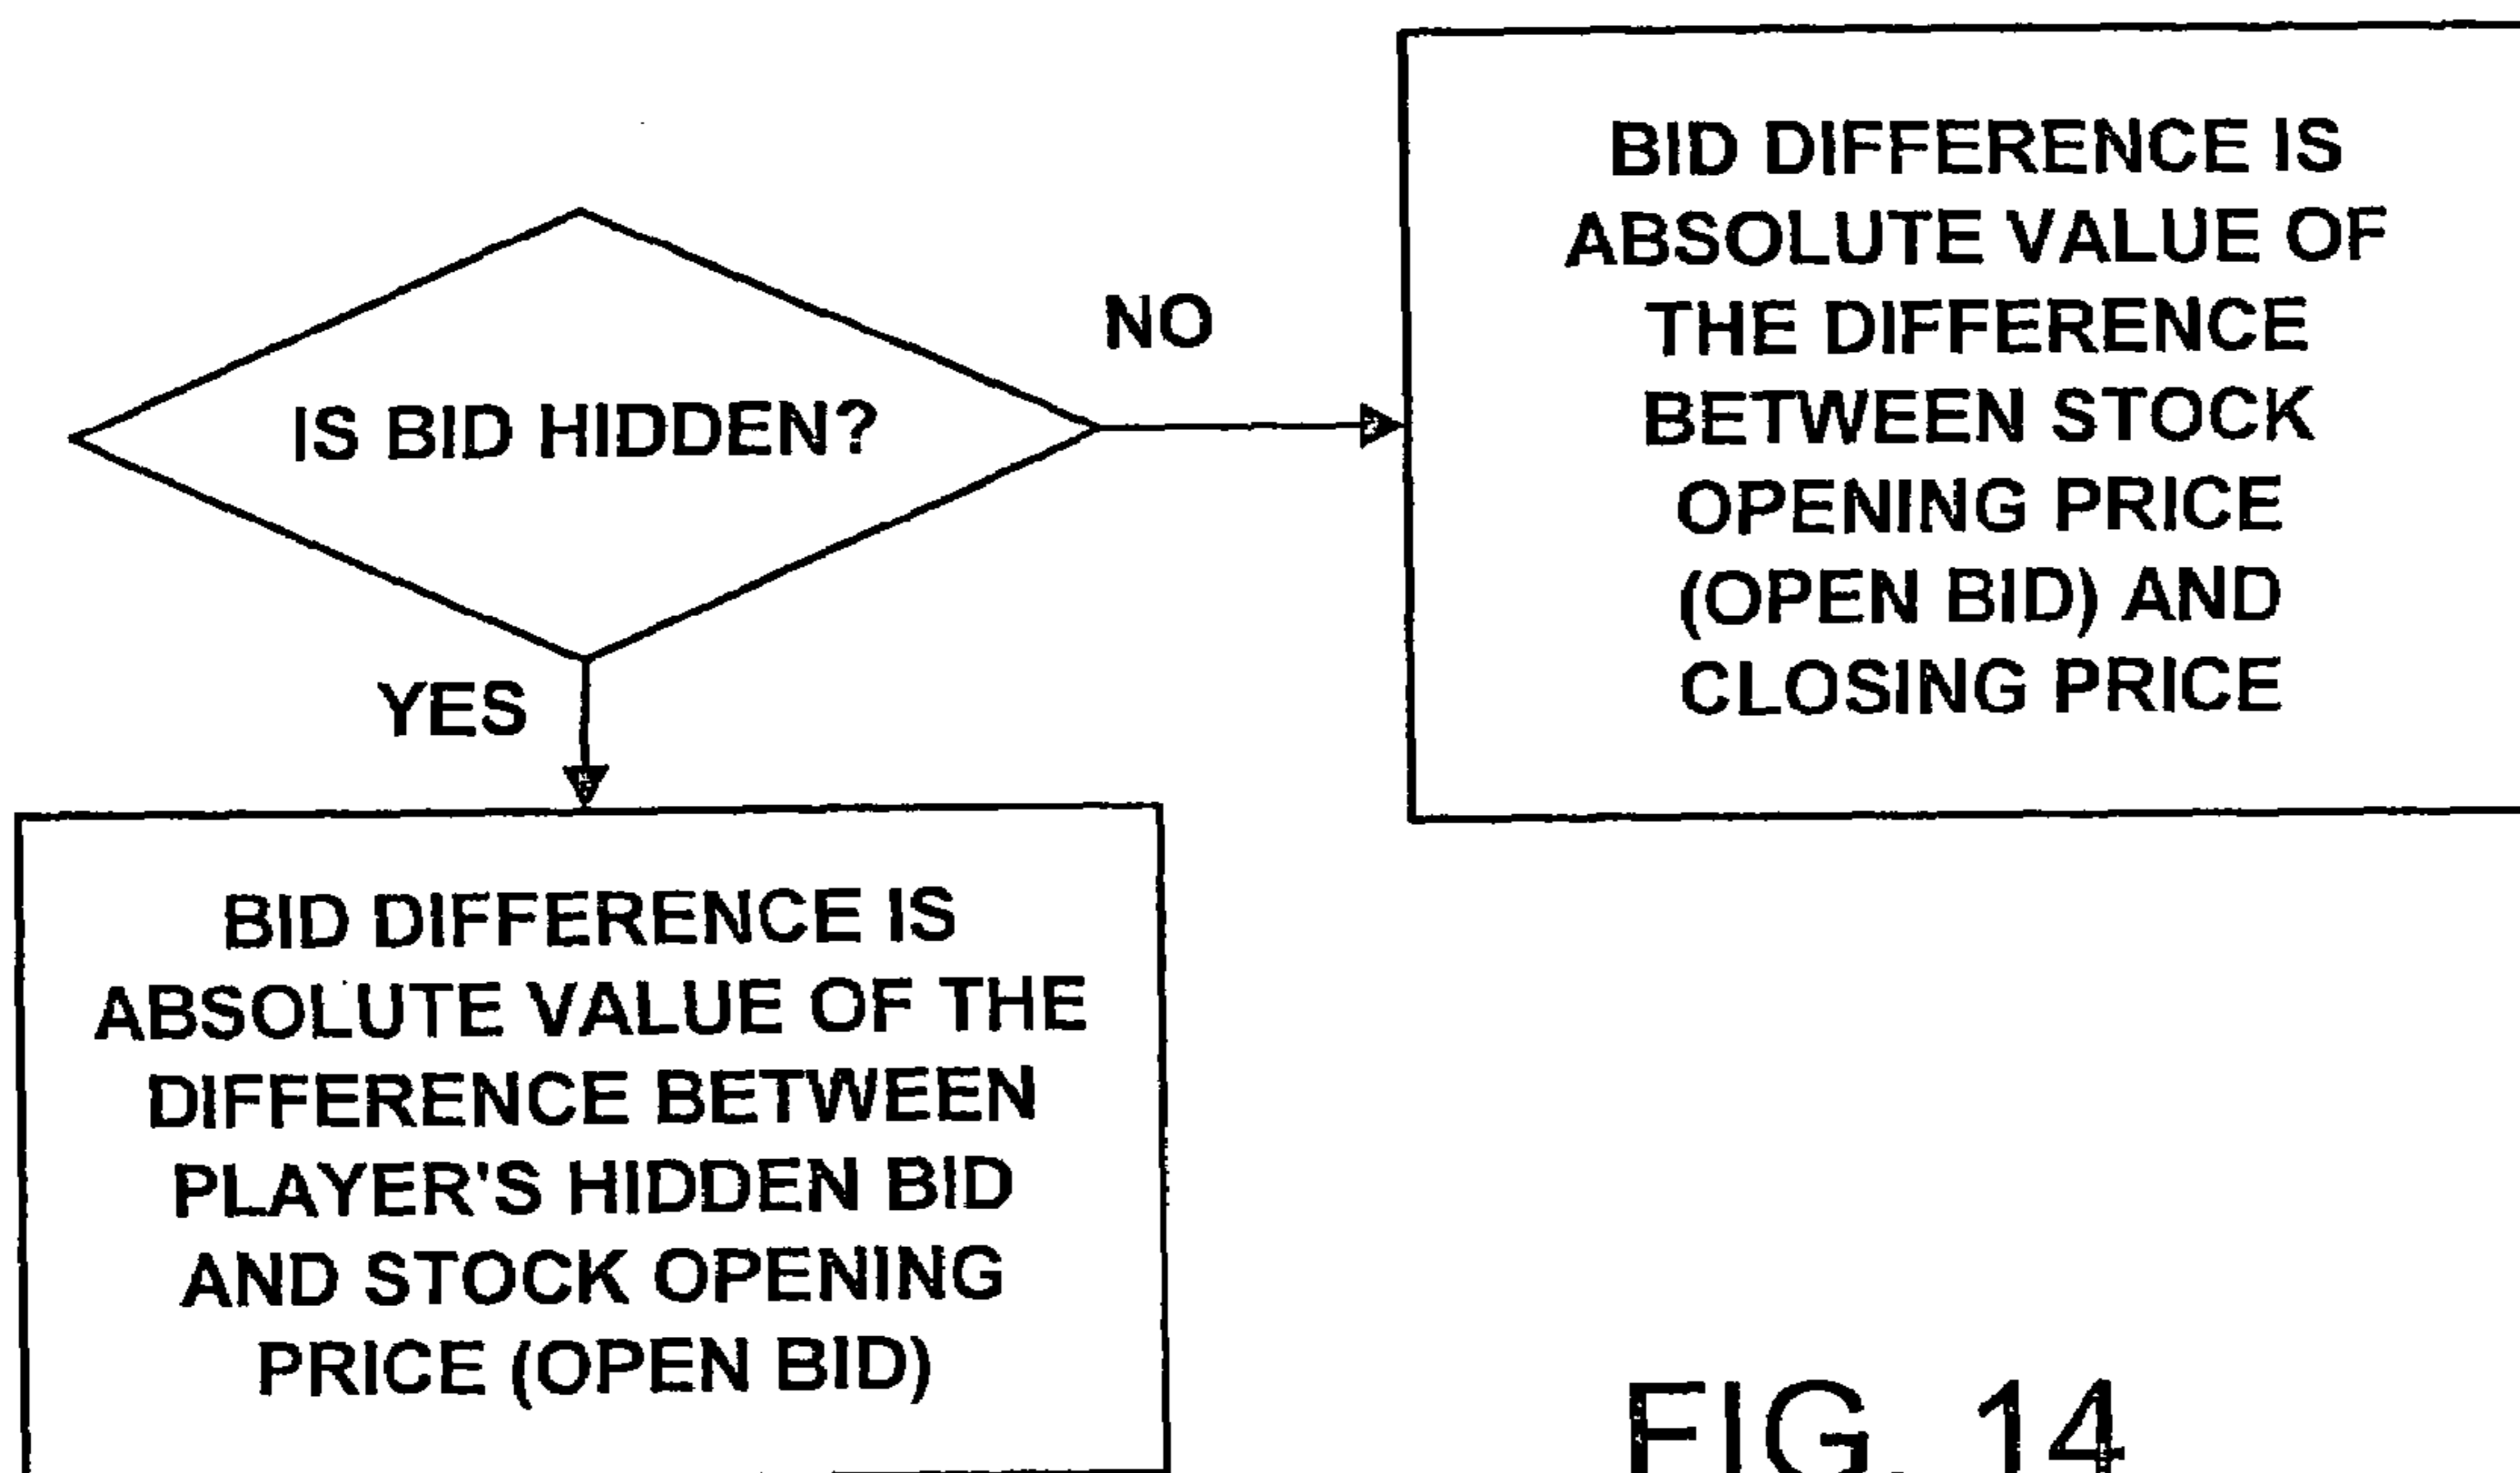 IS BID HIDDEN?
NO
YES
BID DIFFERENCE IS
ABSOLUTE VALUE OF
THE DIFFERENCE
BETWEEN STOCK
OPENING PRICE
(OPEN BID) AND
CLOSING PRICE
BID DIFFERENCE IS
ABSOLUTE VALUE OF THE
DIFFERENCE BETWEEN
PLAYER'S HIDDEN BID
AND STOCK OPENING
PRICE (OPEN BID)
FIG. 14